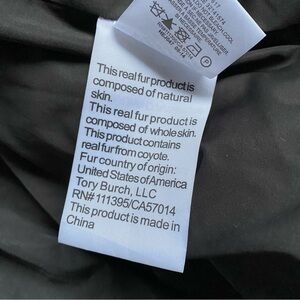 This real fur product is
composed of natural
skin.
This real fur product is
composed of whole skin.
This product contains
real fur from coyote.
Fur country of origin:
United States of America
Tory Burch, LLC
RN#111395/CA57014
This product is made in
China